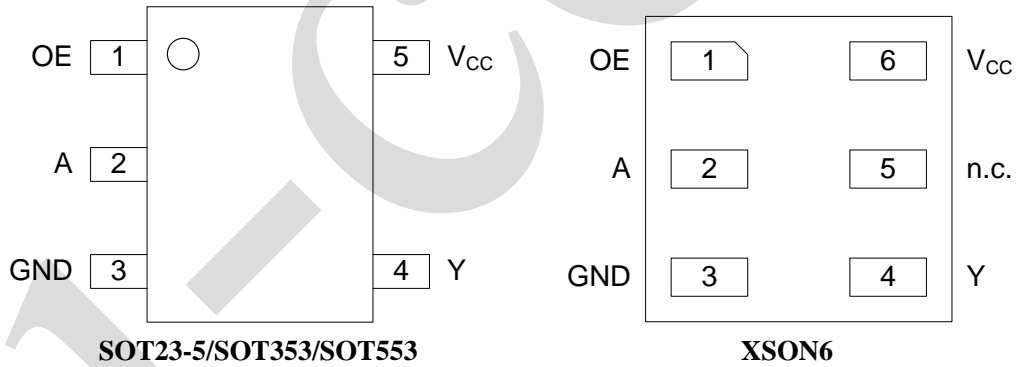 OE 1 5 VCC
A 2
GND 3 4 Y
SOT23-5/SOT353/SOT553
OE 1 6 VCC
A 2 5 n.c.
GND 3 4 Y
XSON6